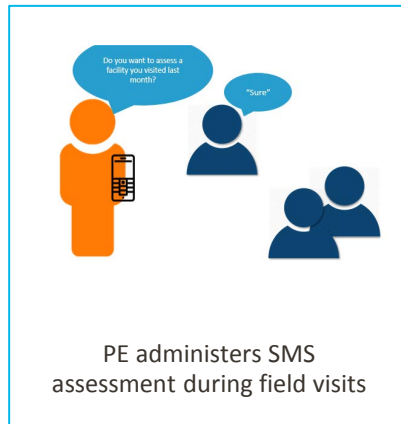 Do you want to assess a
facility you visited last
month?
"Sure"
PE administers SMS
assessment during field visits